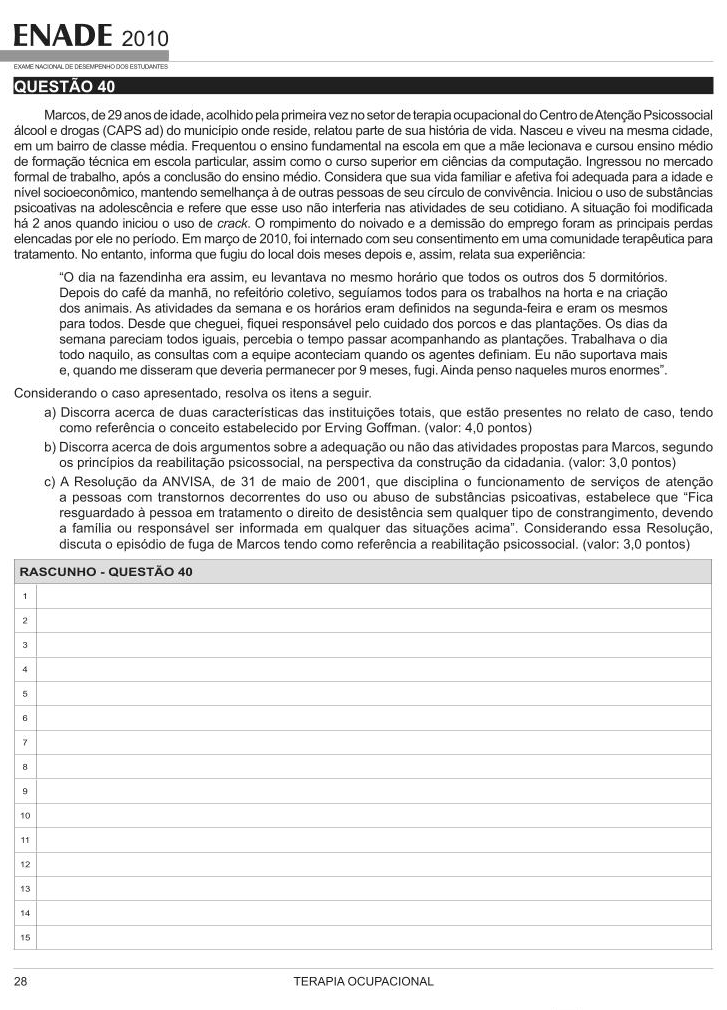 ENADE 2010
EXAME NACIONAL DE DESEMPENHO DOS ESTUDANTES
QUESTÃO 40
Marcos, de 29 anos de idade, acolhido pela primeira vez no setor de terapia ocupacional do Centro de Atenção Psicossocial
álcool e drogas (CAPS ad) do município onde reside, relatou parte de sua história de vida. Nasceu e viveu na mesma cidade,
em um bairro de classe média. Frequentou o ensino fundamental na escola em que a mãe lecionava e cursou ensino médio
de formação técnica em escola particular, assim como o curso superior em ciências da computação. Ingressou no mercado
formal de trabalho, após a conclusão do ensino médio. Considera que sua vida familiar e afetiva foi adequada para a idade e
nível socioeconômico, mantendo semelhança à de outras pessoas de seu círculo de convivência. Iniciou o uso de substâncias
psicoativas na adolescência e refere que esse uso não interferia nas atividades de seu cotidiano. A situação foi modificada
há 2 anos quando iniciou o uso de crack. O rompimento do noivado e a demissão do emprego foram as principais perdas
elencadas por ele no período. Em março de 2010, foi internado com seu consentimento em uma comunidade terapêutica para
tratamento. No entanto, informa que fugiu do local dois meses depois e, assim, relata sua experiência:
“O dia na fazendinha era assim, eu levantava no mesmo horário que todos os outros dos 5 dormitórios.
Depois do café da manhã, no refeitório coletivo, seguíamos todos para os trabalhos na horta e na criação
dos animais. As atividades da semana e os horários eram definidos na segunda-feira e eram os mesmos
para todos. Desde que cheguei, fiquei responsável pelo cuidado dos porcos e das plantações. Os dias da
semana pareciam todos iguais, percebia o tempo passar acompanhando as plantações. Trabalhava o dia
todo naquilo, as consultas com a equipe aconteciam quando os agentes definiam. Eu não suportava mais
e, quando me disseram que deveria permanecer por 9 meses, fugi. Ainda penso naqueles muros enormes”.
Considerando o caso apresentado, resolva os itens a seguir.
a) Discorra acerca de duas características das instituições totais, que estão presentes no relato de caso, tendo
como referência o conceito estabelecido por Erving Goffman. (valor: 4,0 pontos)
b) Discorra acerca de dois argumentos sobre a adequação ou não das atividades propostas para Marcos, segundo
os princípios da reabilitação psicossocial, na perspectiva da construção da cidadania. (valor: 3,0 pontos)
c) A Resolução da ANVISA, de 31 de maio de 2001, que disciplina o funcionamento de serviços de atenção
a pessoas com transtornos decorrentes do uso ou abuso de substâncias psicoativas, estabelece que “Fica
resguardado à pessoa em tratamento o direito de desistência sem qualquer tipo de constrangimento, devendo
a família ou responsável ser informada em qualquer das situações acima”. Considerando essa Resolução,
discuta o episódio de fuga de Marcos tendo como referência a reabilitação psicossocial. (valor: 3,0 pontos)
RASCUNHO - QUESTÃO 40
1
2
3
4
5
6
7
8
9
10
11
12
13
14
15
28 TERAPIA OCUPACIONAL